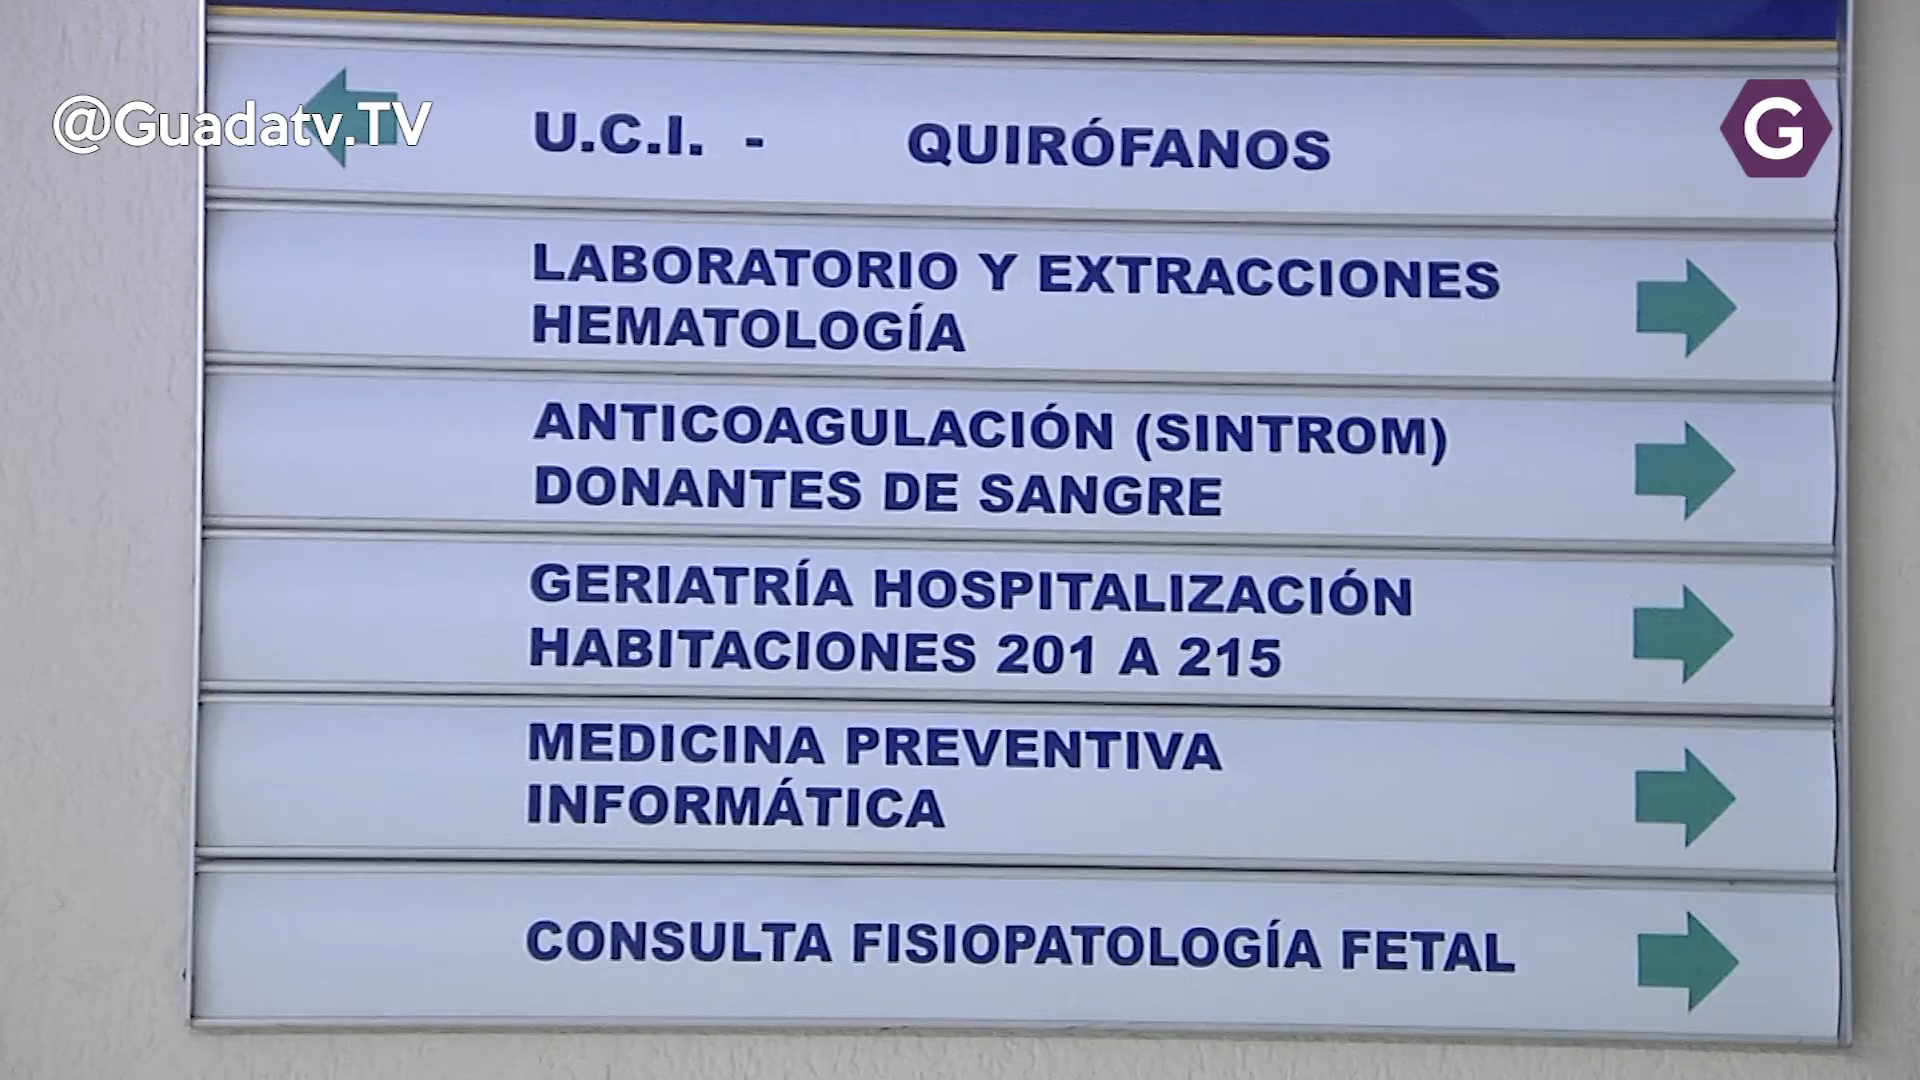 @Guadatv.TV
U.C.I. - QUIRÓFANOS
G
LABORATORIO Y EXTRACCIONES
HEMATOLOGÍA
ANTICOAGULACIÓN (SINTROM)
DONANTES DE SANGRE
GERIATRÍA HOSPITALIZACIÓN
HABITACIONES 201 A 215
MEDICINA PREVENTIVA
INFORMÁTICA
CONSULTA FISIOPATOLOGÍA FETAL